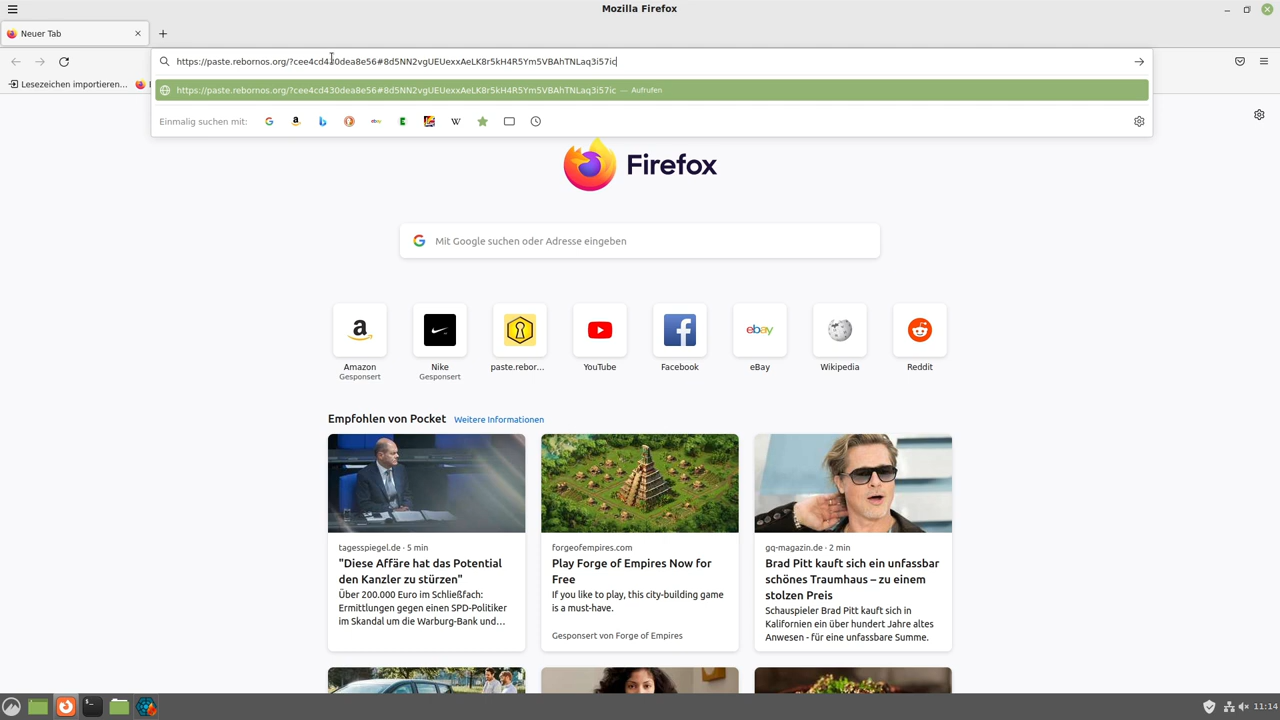 Mozilla Firefox
Neuer Tab
https://paste.rebornos.org/?cee4cd430dea8e56#8d5NN2vgUEUexxAeLK8r5kH4R5Ym5VBAhTNLaq3i57ic
Lesezeichen importieren...
https://paste.rebornos.org/?cee4cd430dea8e56#8d5NN2vgUEUexxAeLK8r5kH4R5Ym5VBAhTNLaq3i57ic — Aufrufen
Einmalig suchen mit:
Firefox
Mit Google suchen oder Adresse eingeben
Amazon
Gesponsert
Nike
Gesponsert
paste.rebor...
YouTube
Facebook
eBay
Wikipedia
Reddit
Empfohlen von Pocket Weitere Informationen
tagesspiegel.de · 5 min
"Diese Affäre hat das Potential
den Kanzler zu stürzen"
Über 200.000 Euro im Schließfach:
Ermittlungen gegen einen SPD-Politiker
im Skandal um die Warburg-Bank und...
forgeofempires.com
Play Forge of Empires Now for
Free
If you like to play, this city-building game
is a must-have.
Gesponsert von Forge of Empires
gq-magazin.de · 2 min
Brad Pitt kauft sich ein unfassbar
schönes Traumhaus – zu einem
stolzen Preis
Schauspieler Brad Pitt kauft sich in
Kalifornien ein über hundert Jahre altes
Anwesen - für eine unfassbare Summe.
11:14